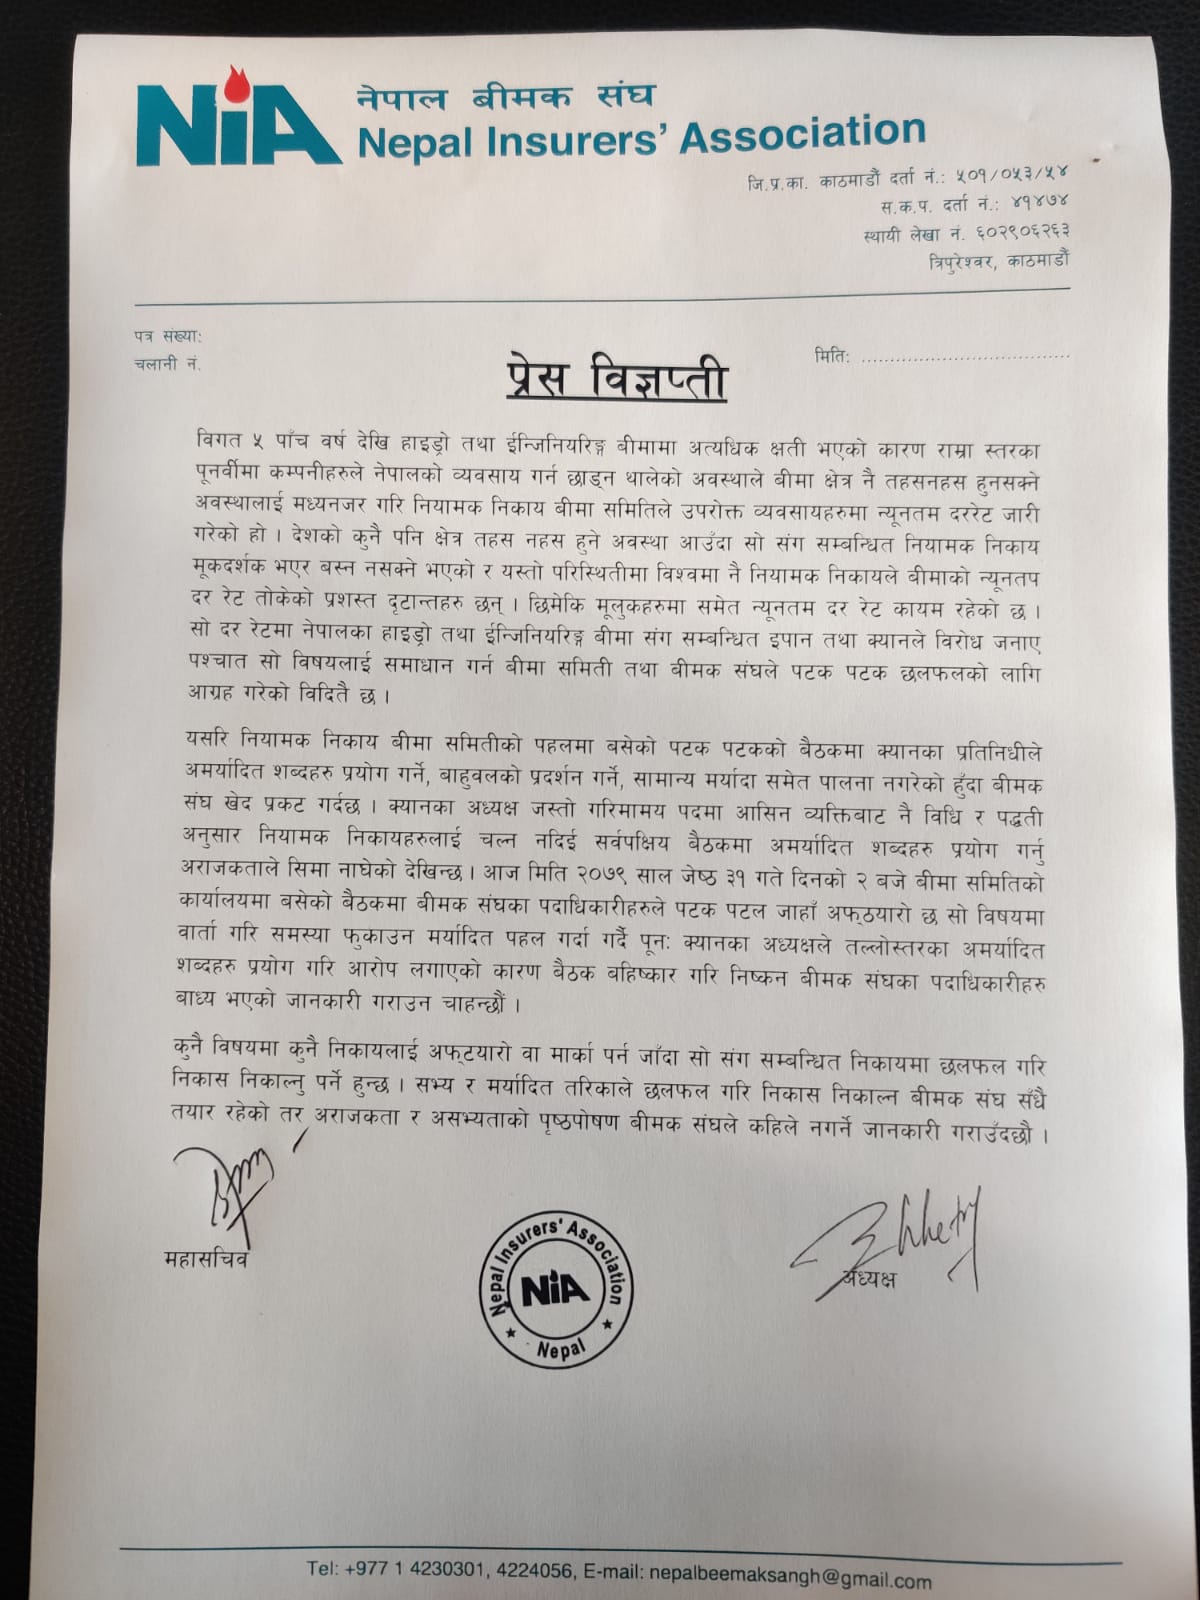 NiA
नेपाल बीमक संघ
Nepal Insurers' Association
जि.प्र.का. काठमाडौं दर्ता नं.: ५०१/०५३/५४
स.क.प. दर्ता नं.: ४१४७४
स्थायी लेखा नं. ६०२९०६२६३
त्रिपुरेश्वर, काठमाडौं
पत्र संख्या:
चलानी नं.
मिति: ....................................
प्रेस विज्ञप्ती
विगत ५ पाँच वर्ष देखि हाइड्रो तथा ईन्जिनियरिङ्ग बीमामा अत्यधिक क्षती भएको कारण राम्रा स्तरका
पूनर्वीमा कम्पनीहरुले नेपालको व्यवसाय गर्न छाड्न थालेको अवस्थाले बीमा क्षेत्र नै तहसनहस हुनसक्ने
अवस्थालाई मध्यनजर गरि नियामक निकाय बीमा समितिले उपरोक्त व्यवसायहरुमा न्यूनतम दररेट जारी
गरेको हो । देशको कुनै पनि क्षेत्र तहस नहस हुने अवस्था आउँदा सो संग सम्बन्धित नियामक निकाय
मूकदर्शक भएर बस्न नसक्ने भएको र यस्तो परिस्थितीमा विश्वमा नै नियामक निकायले बीमाको न्यूनतप
दर रेट तोकेको प्रशस्त दृटान्तहरु छन् । छिमेकि मूलुकहरुमा समेत न्यूनतम दर रेट कायम रहेको छ ।
सो दर रेटमा नेपालका हाइड्रो तथा ईन्जिनियरिङ्ग बीमा संग सम्बन्धित इपान तथा क्यानले विरोध जनाए
पश्चात सो विषयलाई समाधान गर्न बीमा समिती तथा बीमक संघले पटक पटक छलफलको लागि
आग्रह गरेको विदितै छ ।
यसरि नियामक निकाय बीमा समितीको पहलमा बसेको पटक पटकको बैठकमा क्यानका प्रतिनिधीले
अमर्यादित शब्दहरु प्रयोग गर्ने, बाहुवलको प्रदर्शन गर्ने, सामान्य मर्यादा समेत पालना नगरेको हुँदा बीमक
संघ खेद प्रकट गर्दछ । क्यानका अध्यक्ष जस्तो गरिमामय पदमा आसिन व्यक्तिबाट नै विधि र पद्धती
अनुसार नियामक निकायहरुलाई चल्न नदिई सर्वपक्षिय बैठकमा अमर्यादित शब्दहरु प्रयोग गर्नु
अराजकताले सिमा नाघेको देखिन्छ । आज मिति २०७९ साल जेष्ठ ३१ गते दिनको २ बजे बीमा समितिको
कार्यालयमा बसेको बैठकमा बीमक संघका पदाधिकारीहरुले पटक पटल जाहाँ अफ्ठयारो छ सो विषयमा
वार्ता गरि समस्या फुकाउन मर्यादित पहल गर्दा गर्दै पून: क्यानका अध्यक्षले तल्लोस्तरका अमर्यादित
शब्दहरु प्रयोग गरि आरोप लगाएको कारण बैठक बहिष्कार गरि निष्कन बीमक संघका पदाधिकारीहरु
बाध्य भएको जानकारी गराउन चाहन्छौं ।
कुनै विषयमा कुनै निकायलाई अफ्टयारो वा मार्का पर्न जाँदा सो संग सम्बन्धित निकायमा छलफल गरि
निकास निकाल्नु पर्ने हुन्छ । सभ्य र मर्यादित तरिकाले छलफल गरि निकास निकाल्न बीमक संघ सँधै
तयार रहेको तर अराजकता र असभ्यताको पृष्ठपोषण बीमक संघले कहिले नगर्ने जानकारी गराउँदछौ ।
महासचिव
अध्यक्ष
Nepal Insurers' Association
NiA
Nepal
Tel: +977 1 4230301, 4224056, E-mail: nepalbeemaksangh@gmail.com